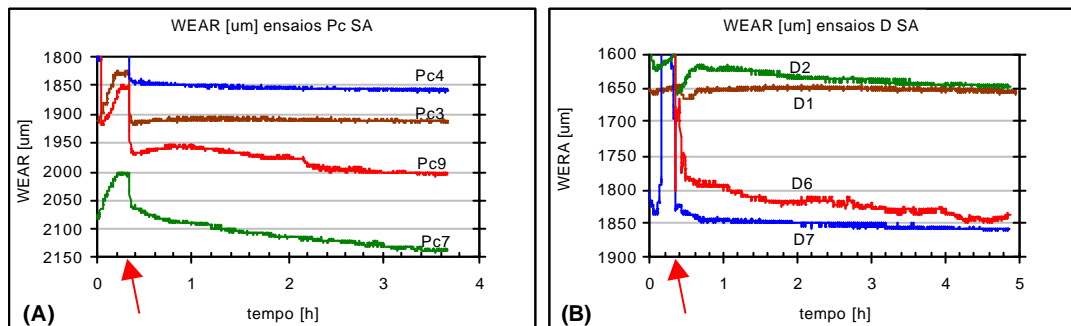 WEAR [um] ensaios Pc SA
WEAR [um]
1800
1850
1900
1950
2000
2050
2100
2150
Pc4
Pc3
Pc9
Pc7
0
1
2
3
4
tempo [h]
(A)
WEAR [um] ensaios D SA
WERA [um]
1600
1650
1700
1750
1800
1850
1900
D2
D1
D6
D7
0
1
2
3
4
5
tempo [h]
(B)